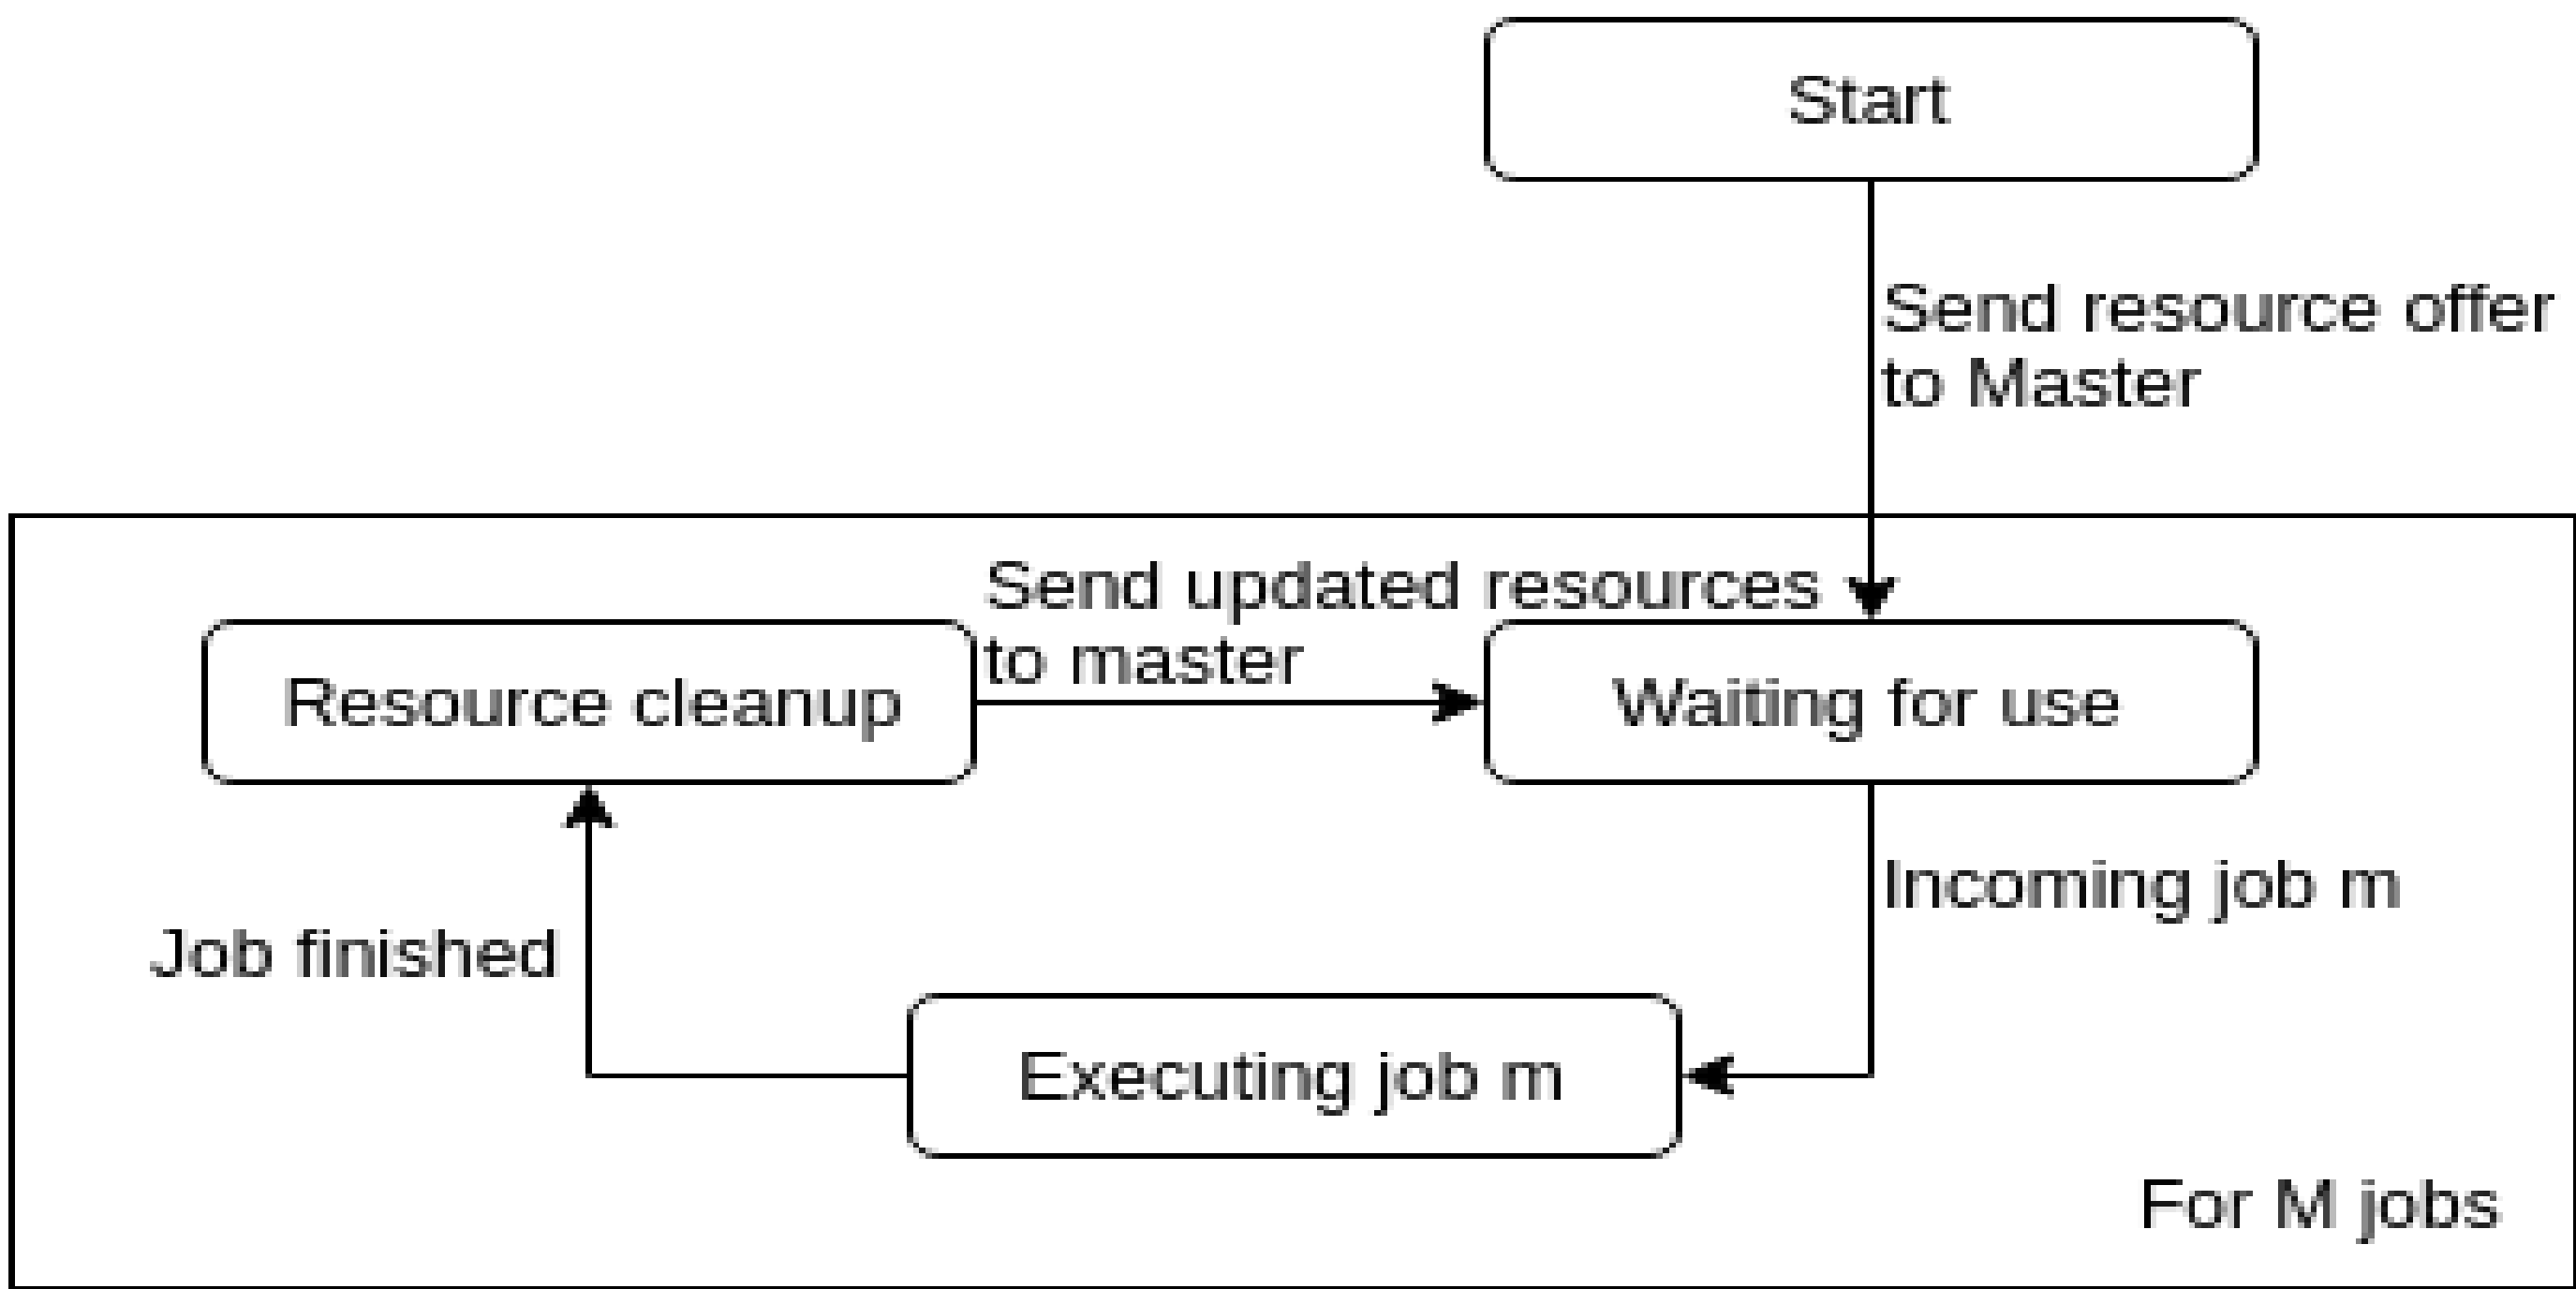 Start
Send resource offer
to Master
Send updated resources
to master
Resource cleanup
Waiting for use
Incoming job m
Job finished
Executing job m
For M jobs